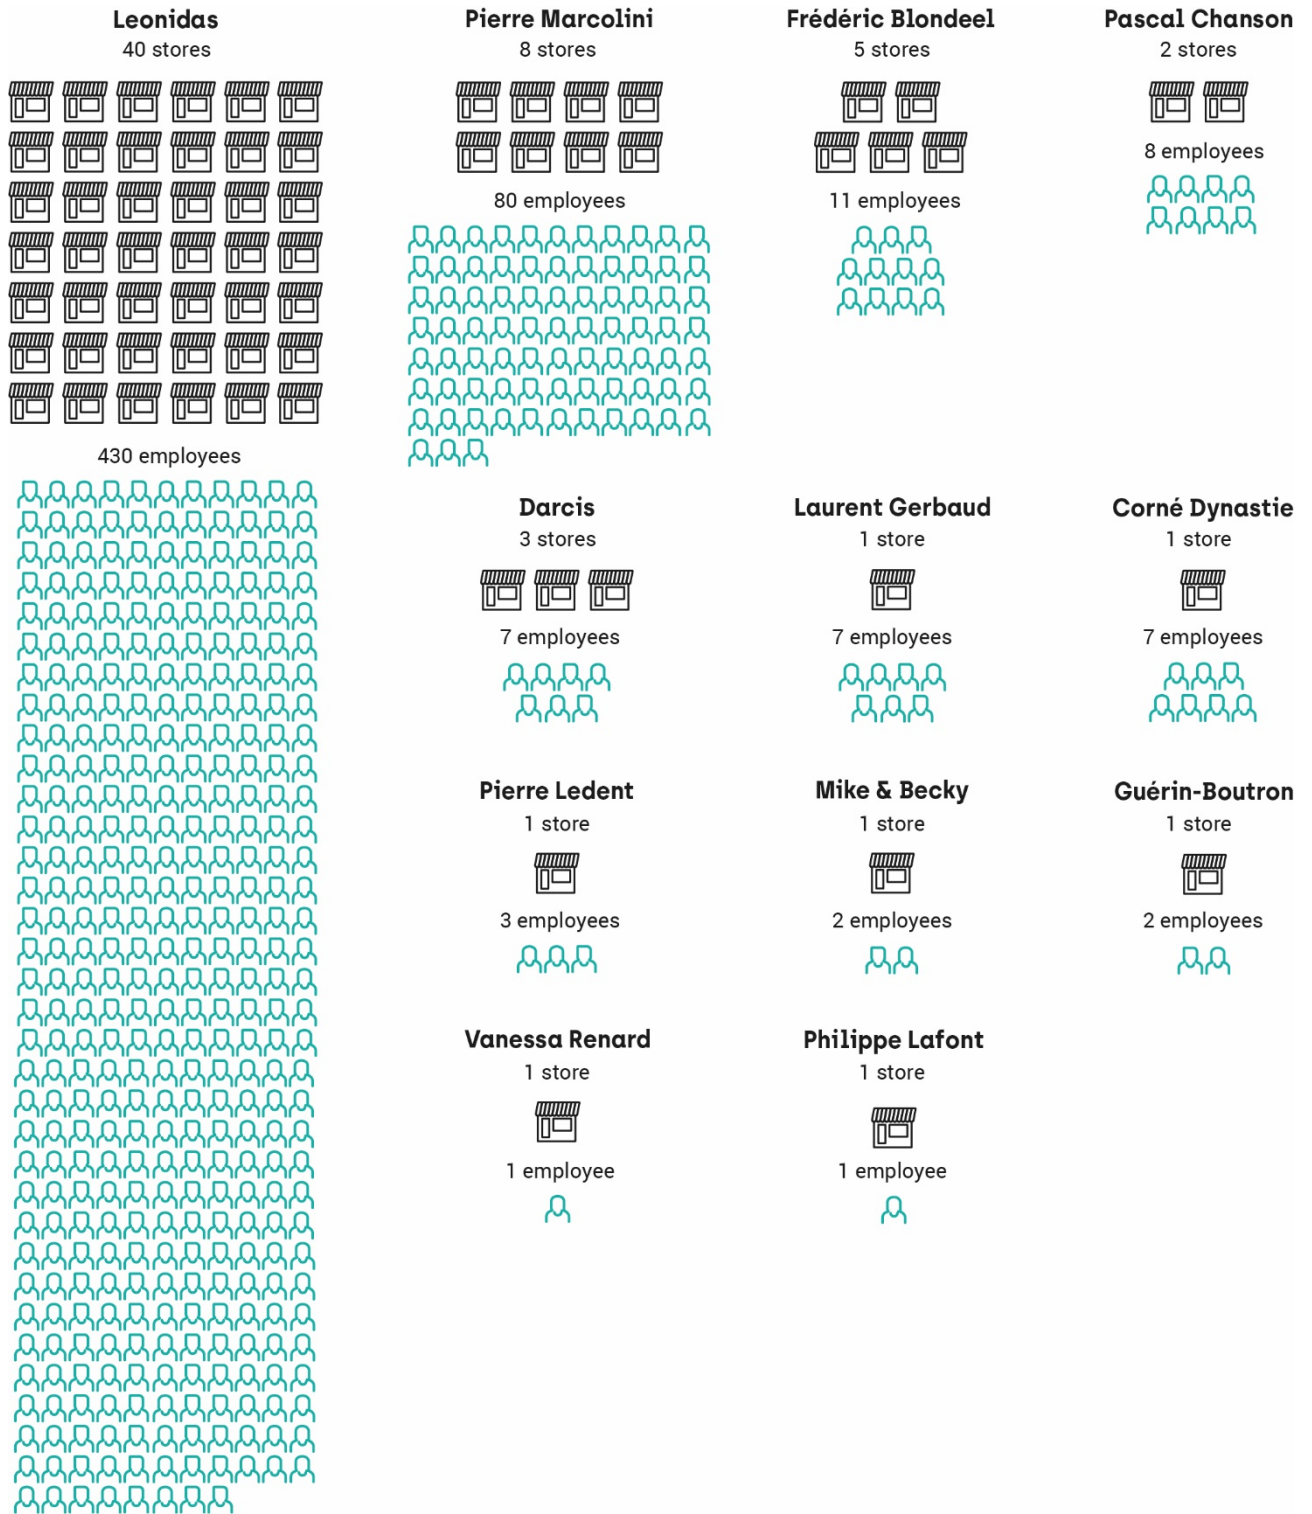 Leonidas
40 stores
430 employees
Pierre Marcolini
8 stores
80 employees
Frédéric Blondeel
5 stores
11 employees
Pascal Chanson
2 stores
8 employees
Darcis
3 stores
7 employees
Laurent Gerbaud
1 store
7 employees
Corné Dynastie
1 store
7 employees
Pierre Ledent
1 store
3 employees
Mike & Becky
1 store
2 employees
Guérin-Boutron
1 store
2 employees
Vanessa Renard
1 store
1 employee
Philippe Lafont
1 store
1 employee